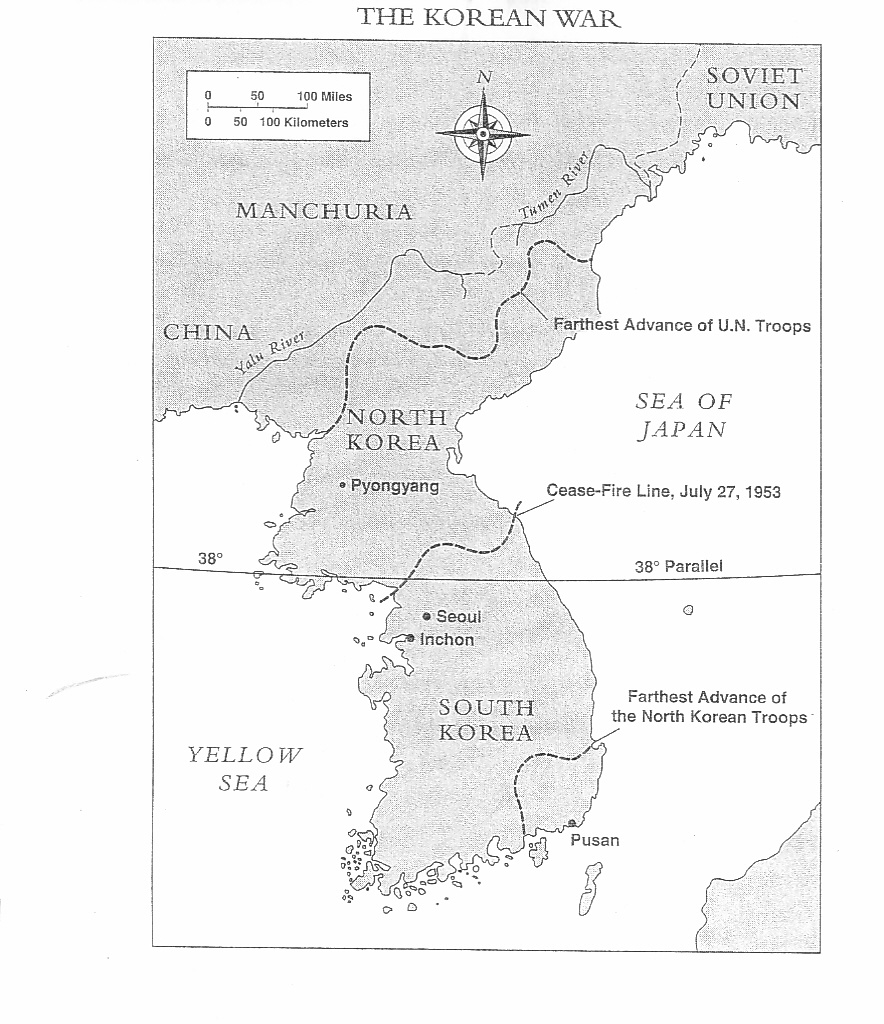 THE KOREAN WAR
SOVIET
UNION
N
0 50 100 Miles
0 50 100 Kilometers
Tumen River
MANCHURIA
Farthest Advance of U.N. Troops
CHINA
Yalu River
SEA OF
JAPAN
NORTH
KOREA
Pyongyang
Cease-Fire Line, July 27, 1953
38°
38° Parallel
Seoul
Inchon
Farthest Advance of
the North Korean Troops
SOUTH
KOREA
YELLOW
SEA
Pusan